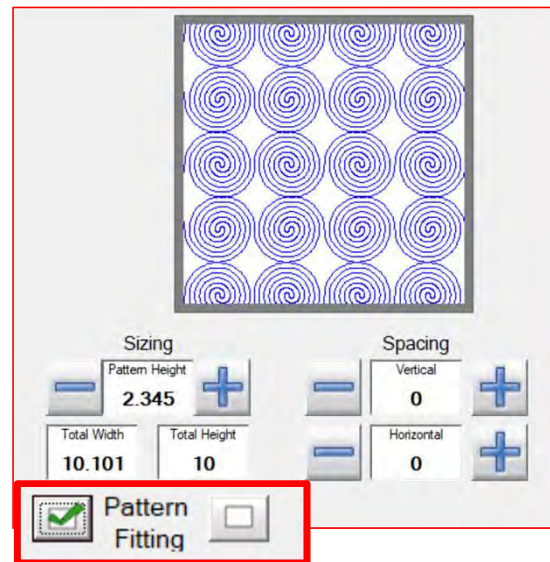 Sizing
Spacing
Pattern Height
2.345
Vertical
0
Total Width
10.101
Total Height
10
Horizontal
0
Pattern
Fitting